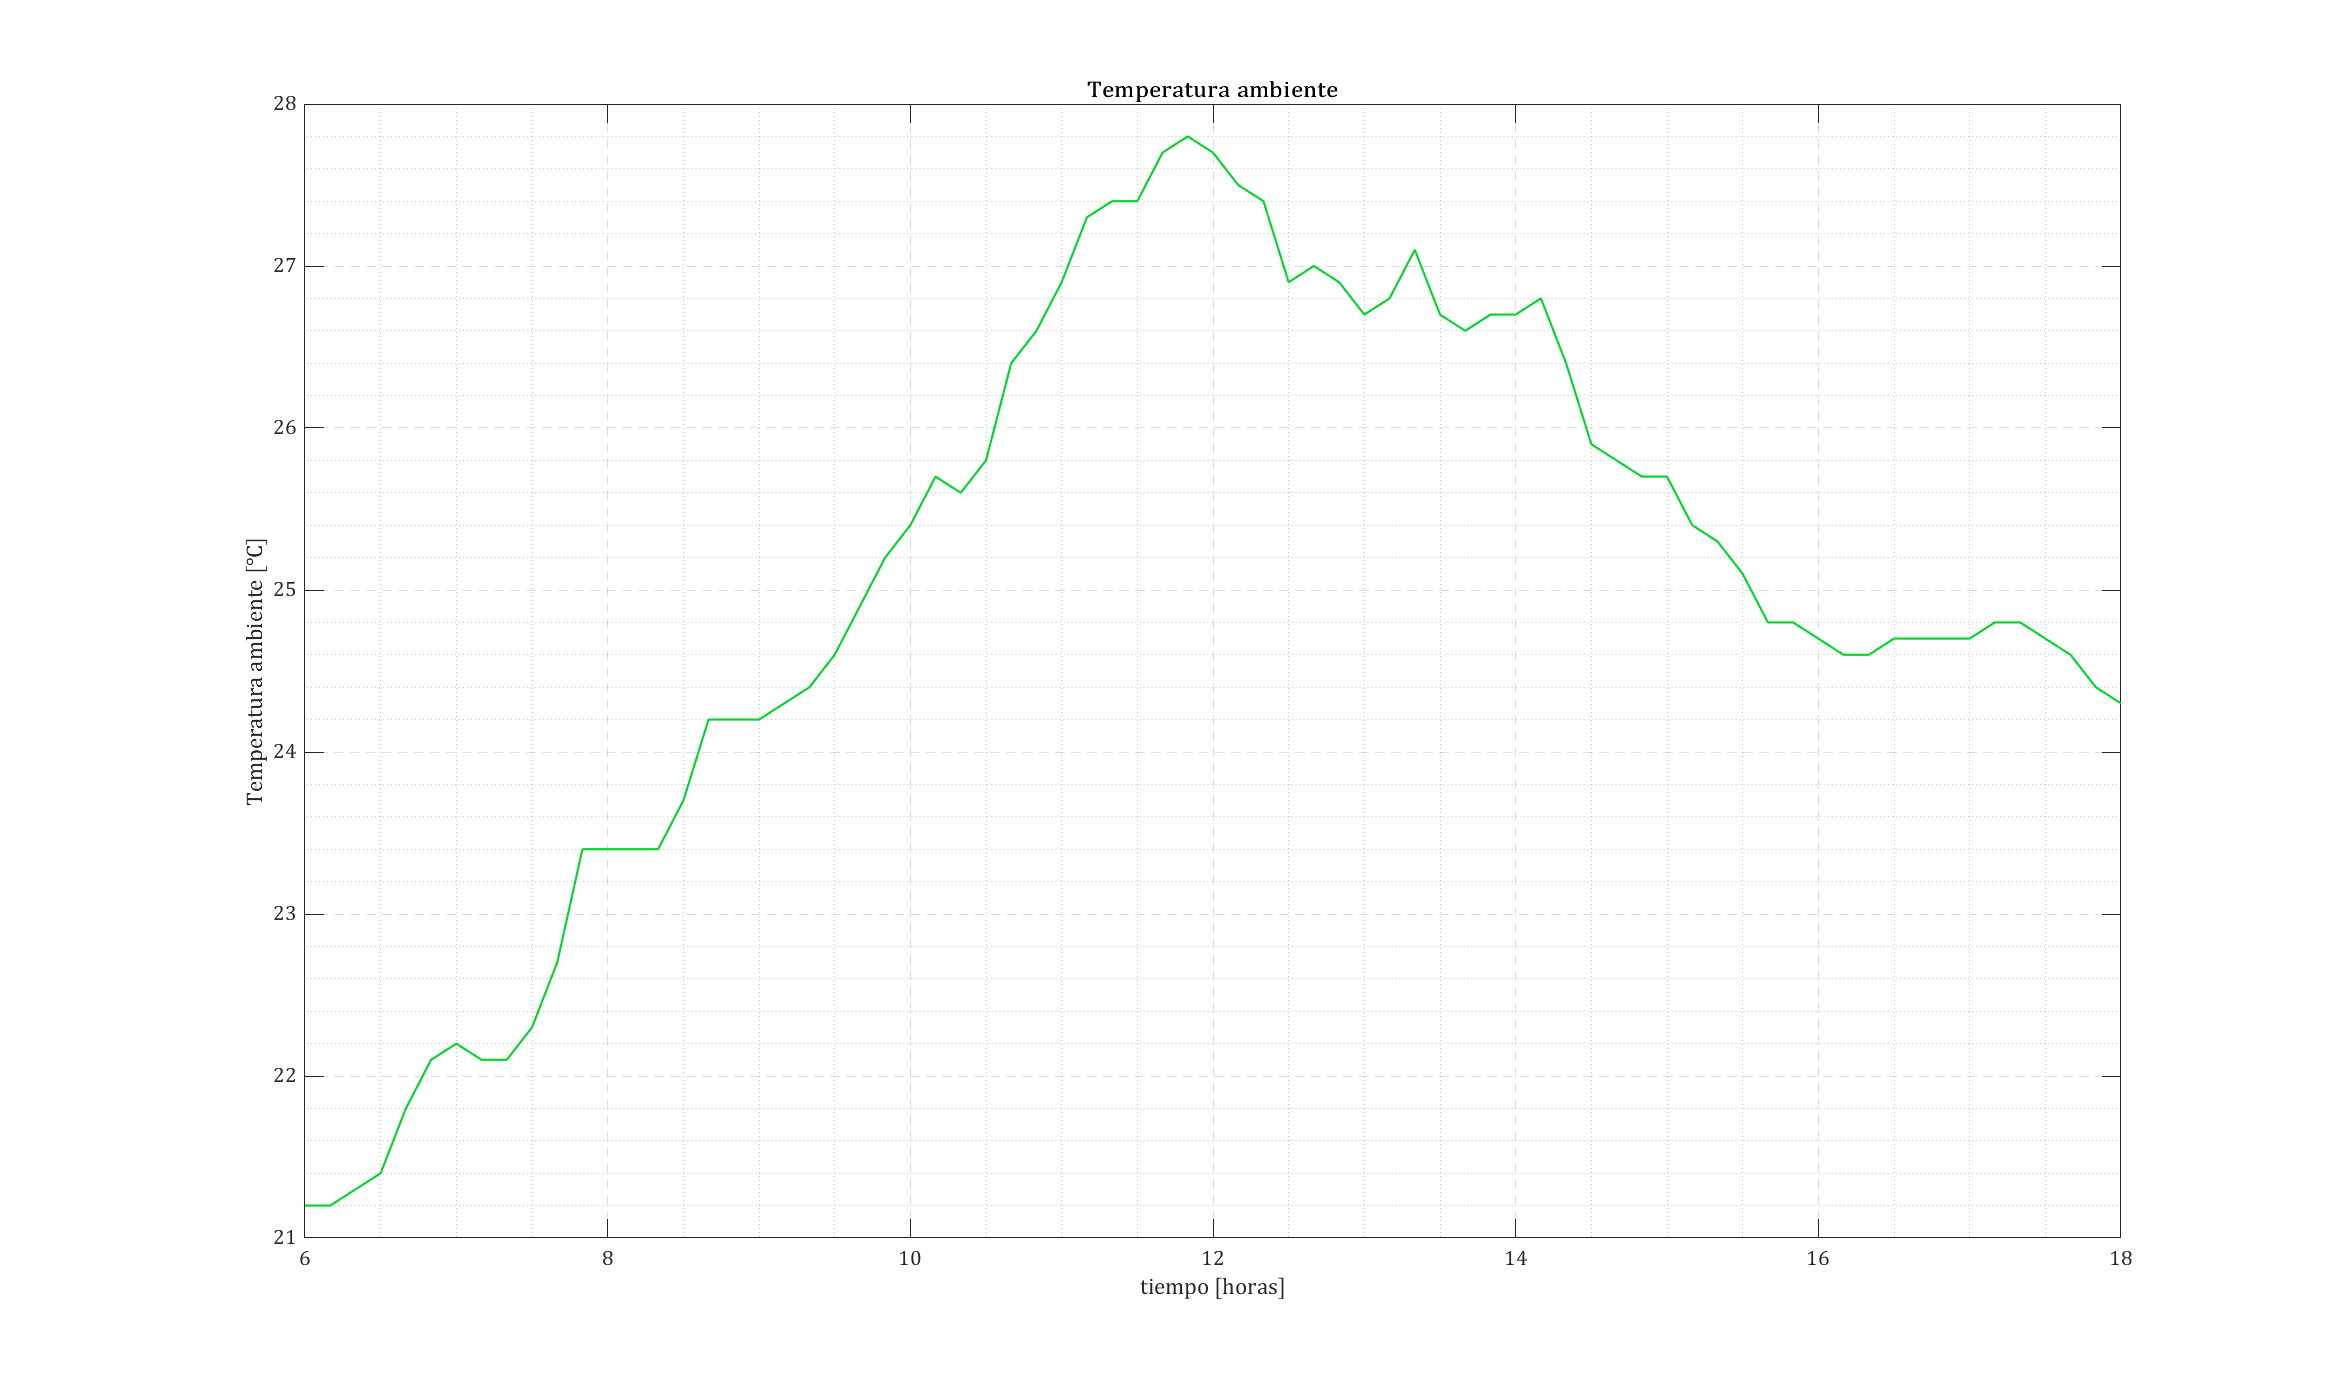 Temperatura ambiente
28
27
26
25
24
23
22
21
Temperatura ambiente [°C]
6 8 10 12 14 16 18
tiempo [horas]